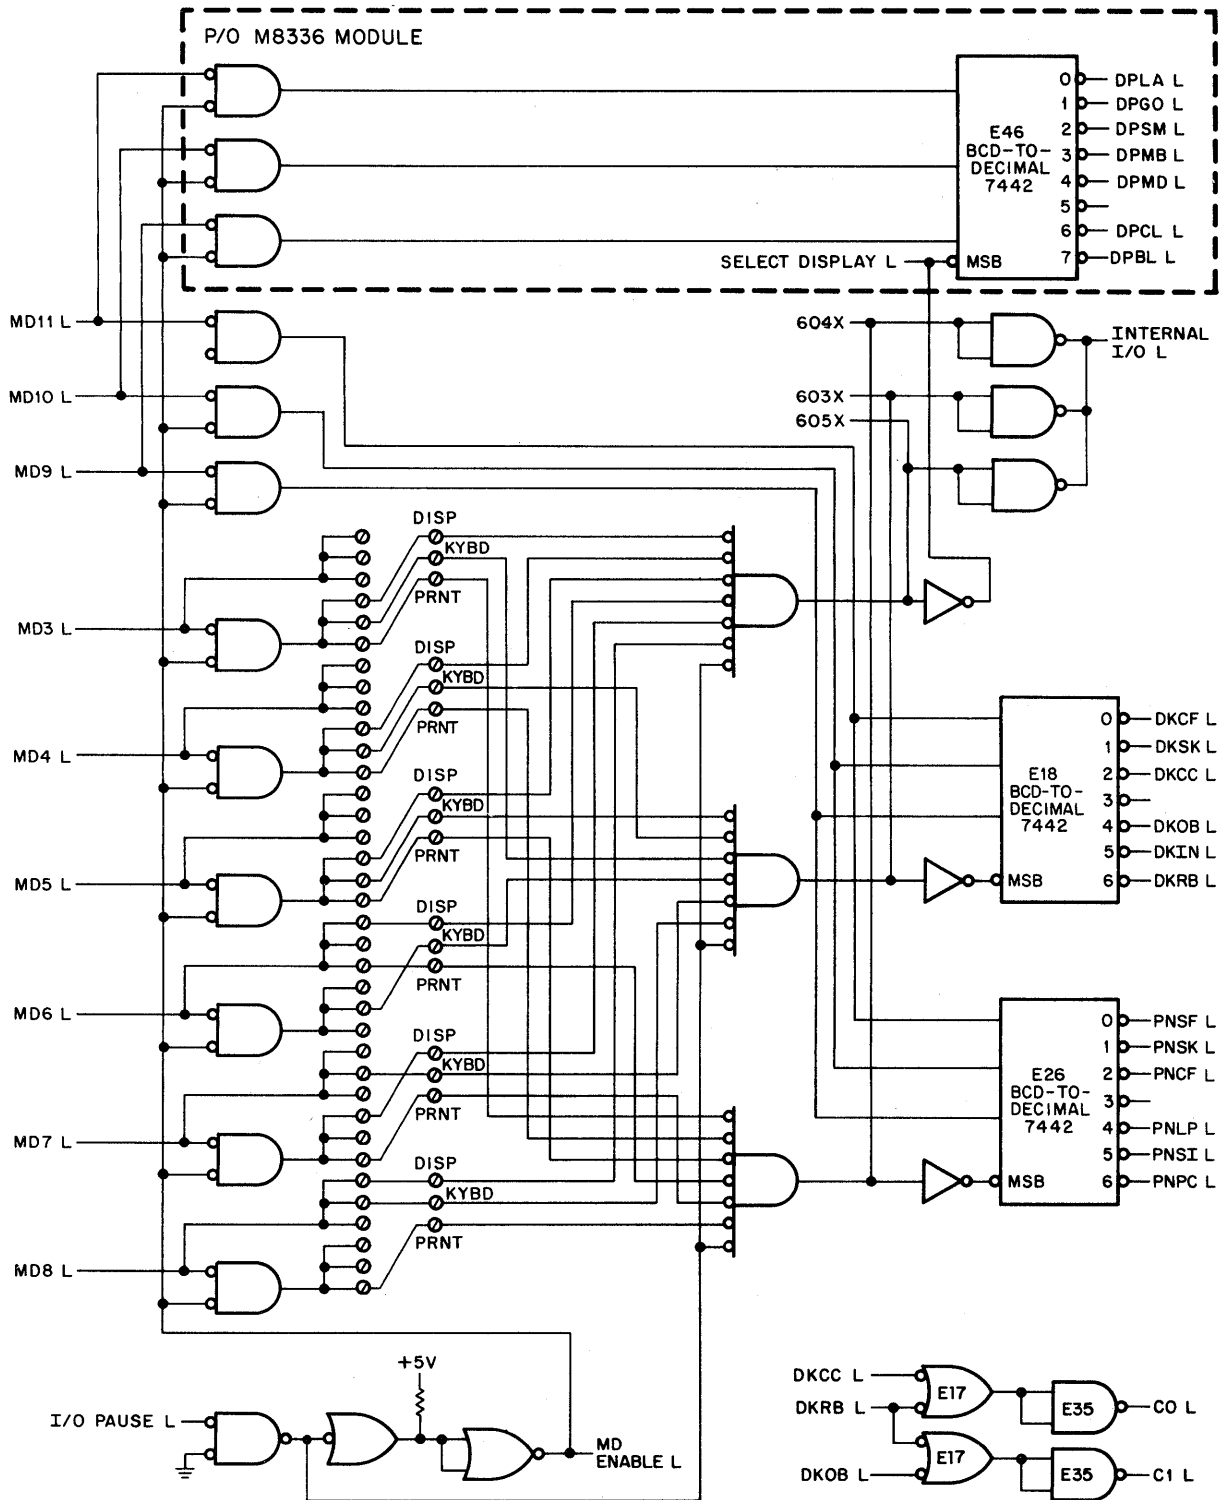 P/O M8336 MODULE
E46
BCD-TO-
DECIMAL
7442
MSB
0
1
2
3
4
5
6
7
DPLA L
DPGO L
DPSM L
DPMB L
DPMD L
DPCL L
DPBL L
SELECT DISPLAY L
MD11 L
MD10 L
MD9 L
604X
603X
605X
INTERNAL
I/O L
DISP
KYBD
PRNT
MD3 L
DISP
KYBD
PRNT
MD4 L
DISP
KYBD
PRNT
MD5 L
DISP
KYBD
PRNT
MD6 L
DISP
KYBD
PRNT
MD7 L
DISP
KYBD
PRNT
MD8 L
E18
BCD-TO-
DECIMAL
7442
MSB
0
1
2
3
4
5
6
DKCF L
DKSK L
DKCC L
DKOB L
DKIN L
DKRB L
E26
BCD-TO-
DECIMAL
7442
MSB
0
1
2
3
4
5
6
PNSF L
PNSK L
PNCF L
PNLP L
PNSI L
PNPC L
+5V
I/O PAUSE L
MD
ENABLE L
DKCC L
DKRB L
DKOB L
E17
E35
C0 L
E17
E35
C1 L